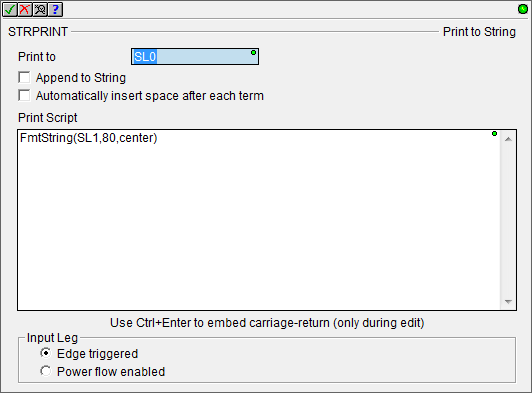 STRPRINT
Print to String
Print to
SL0
Append to String
Automatically insert space after each term
Print Script
FmtString(SL1,80,center)
Use Ctrl+Enter to embed carriage-return (only during edit)
Input Leg
Edge triggered
Power flow enabled